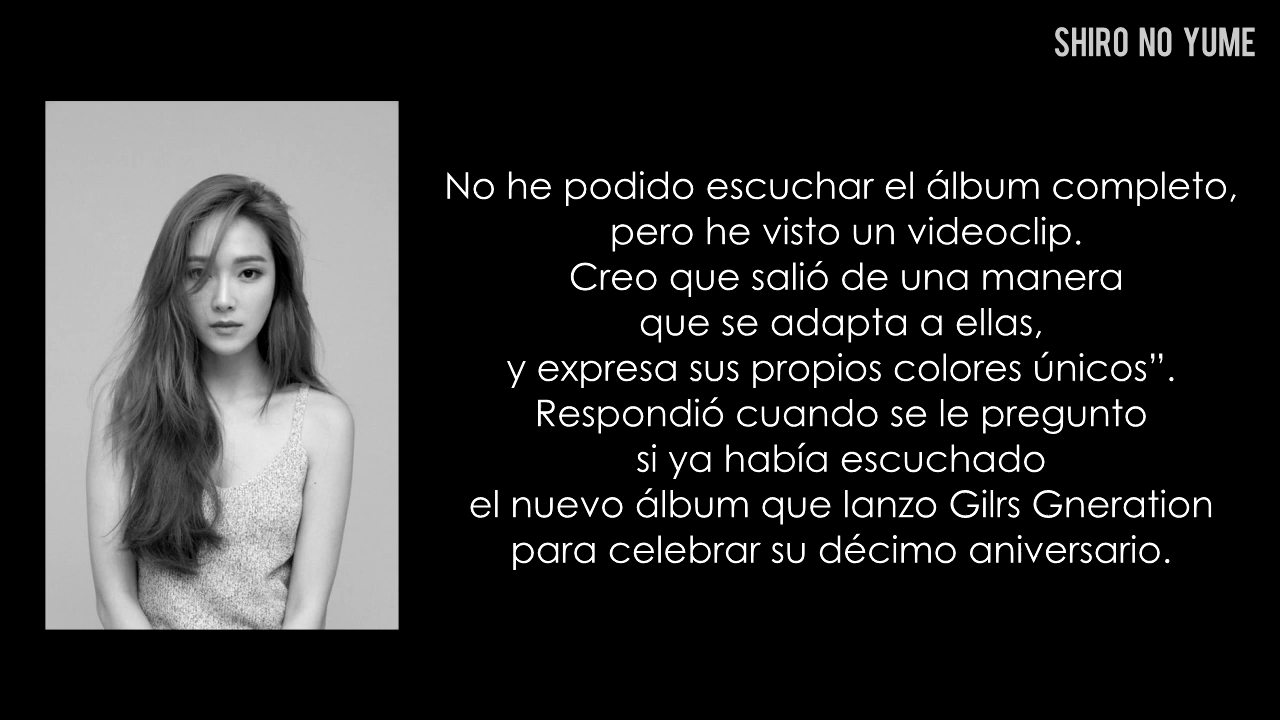 SHIRO NO YUME
No he podido escuchar el álbum completo,
pero he visto un videoclip.
Creo que salió de una manera
que se adapta a ellas,
y expresa sus propios colores únicos”.
Respondió cuando se le pregunto
si ya había escuchado
el nuevo álbum que lanzo Gilrs Gneration
para celebrar su décimo aniversario.